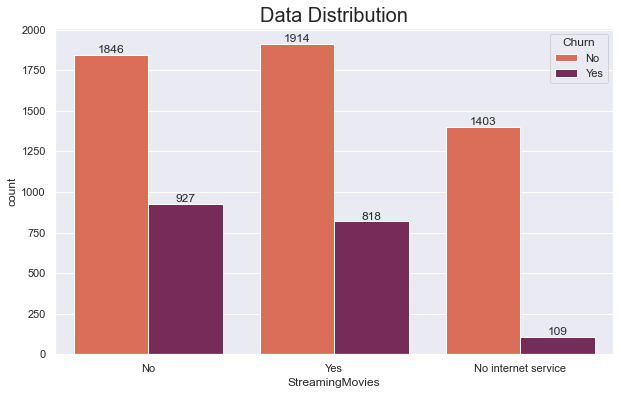 Data Distribution
2000
1750
1500
1250
1000
750
500
250
0
count
1846
927
1914
818
1403
109
Churn
No
Yes
No
Yes
No internet service
StreamingMovies